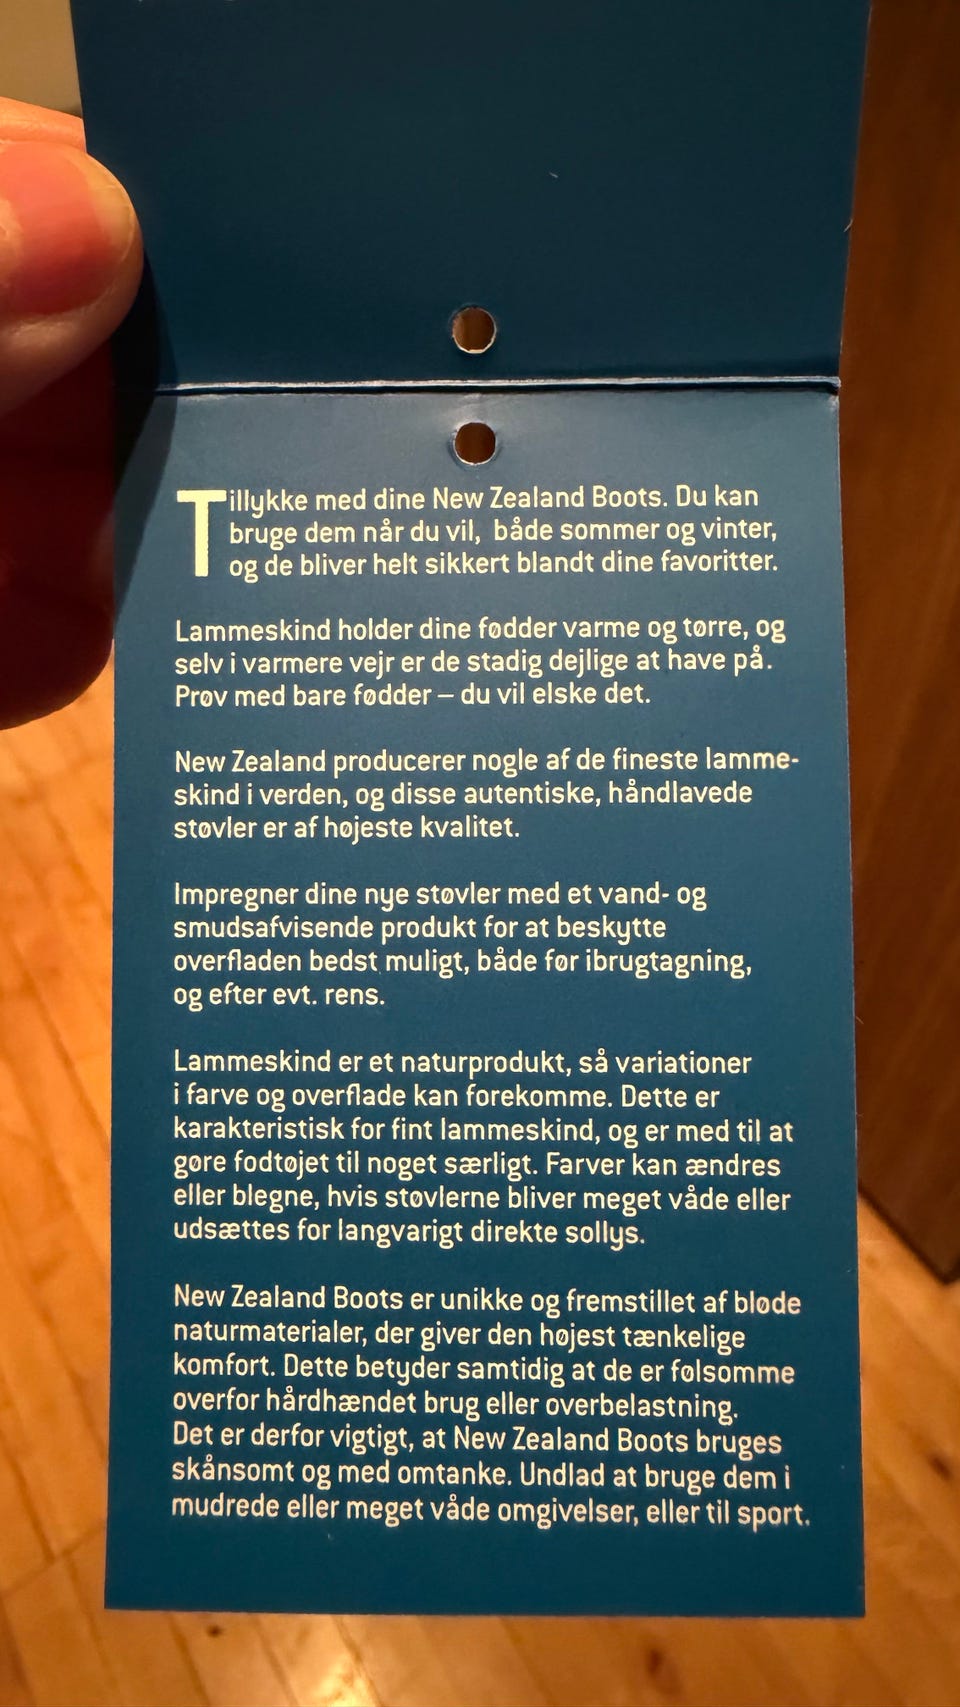 Tillykke med dine New Zealand Boots. Du kan
bruge dem når du vil, både sommer og vinter,
og de bliver helt sikkert blandt dine favoritter.
Lammeskind holder dine fødder varme og tørre, og
selv i varmere vejr er de stadig dejlige at have på.
Prøv med bare fødder – du vil elske det.
New Zealand producerer nogle af de fineste lamme-
skind i verden, og disse autentiske, håndlavede
støvler er af højeste kvalitet.
Impregner dine nye støvler med et vand- og
smudsafvisende produkt for at beskytte
overfladen bedst muligt, både før ibrugtagning,
og efter evt. rens.
Lammeskind er et naturprodukt, så variationer
i farve og overflade kan forekomme. Dette er
karakteristisk for fint lammeskind, og er med til at
gøre fodtøjet til noget særligt. Farver kan ændres
eller blegne, hvis støvlerne bliver meget våde eller
udsættes for langvarigt direkte sollys.
New Zealand Boots er unikke og fremstillet af bløde
naturmaterialer, der giver den højest tænkelige
komfort. Dette betyder samtidig at de er følsomme
overfor hårdhændet brug eller overbelastning.
Det er derfor vigtigt, at New Zealand Boots bruges
skånsomt og med omtanke. Undlad at bruge dem i
mudrede eller meget våde omgivelser, eller til sport.